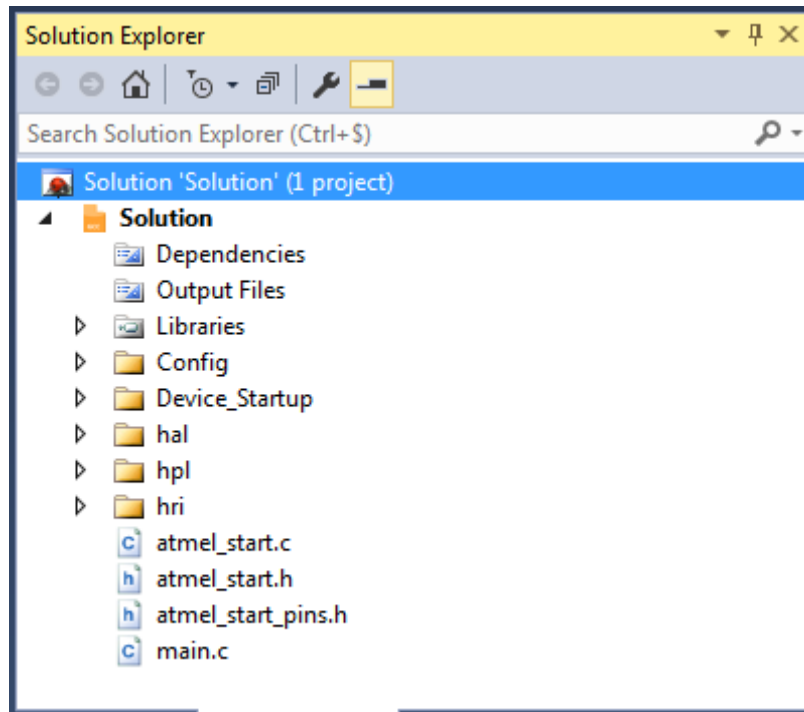 Solution Explorer
Search Solution Explorer (Ctrl+$)
Solution 'Solution' (1 project)
Solution
Dependencies
Output Files
Libraries
Config
Device_Startup
hal
hpl
hri
atmel_start.c
atmel_start.h
atmel_start_pins.h
main.c